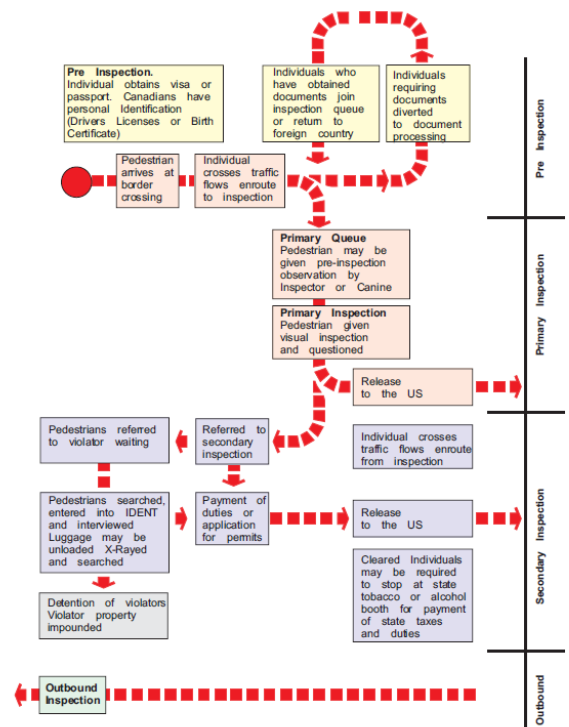 Pre Inspection.
Individual obtains visa or
passport. Canadians have
personal Identification
(Drivers Licenses or Birth
Certificate)
Individuals who
have obtained
documents join
inspection
queue
or return to
foreign country
Individuals
requiring
documents
diverted
to document
processing
Pedestrian
arrives at
border
crossing
Individual
crosses traffic
flows enroute
to inspection
Pre Inspection
Primary Queue
Pedestrian may be
given pre-inspection
observation by
Inspector or Canine
Primary Inspection
Pedestrian given
visual inspection
and questioned
Release
to the US
Primary Inspection
Pedestrians referred
to violator waiting
Referred to
secondary
inspection
Individual crosses
traffic flows enroute
from inspection
Pedestrians searched,
entered into IDENT
and interviewed
Luggage may be
unloaded X-Rayed
and searched
Payment of
duties or
application
for permits
Release
to the US
Detention of violators
Violator property
impounded
Cleared Individuals
may be required
to stop at state
tobacco or alcohol
booth for payment
of state taxes
and duties
Secondary Inspection
Outbound
Inspection
Outbound